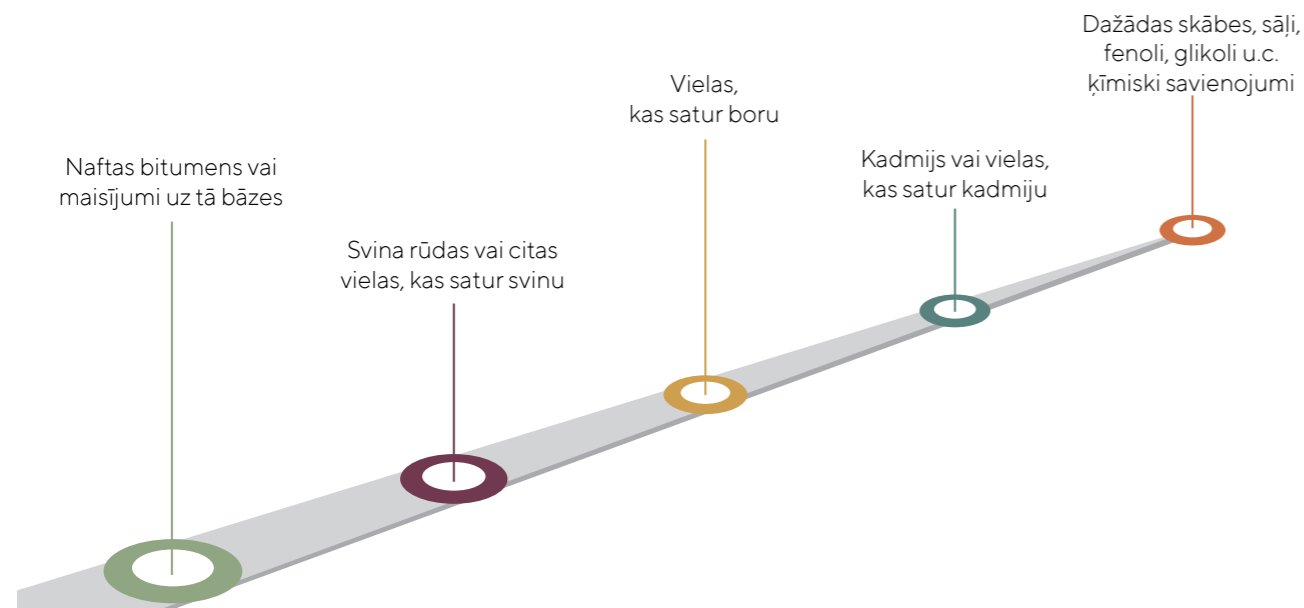 Naftas bitumens vai
maisījumi uz tā bāzes
Svina rūdas vai citas
vielas, kas satur svinu
Vielas,
kas satur boru
Kadmijs vai vielas,
kas satur kadmiju
Dažādas skābes, sāļi,
fenoli, glikoli u.c.
ķīmiski savienojumi